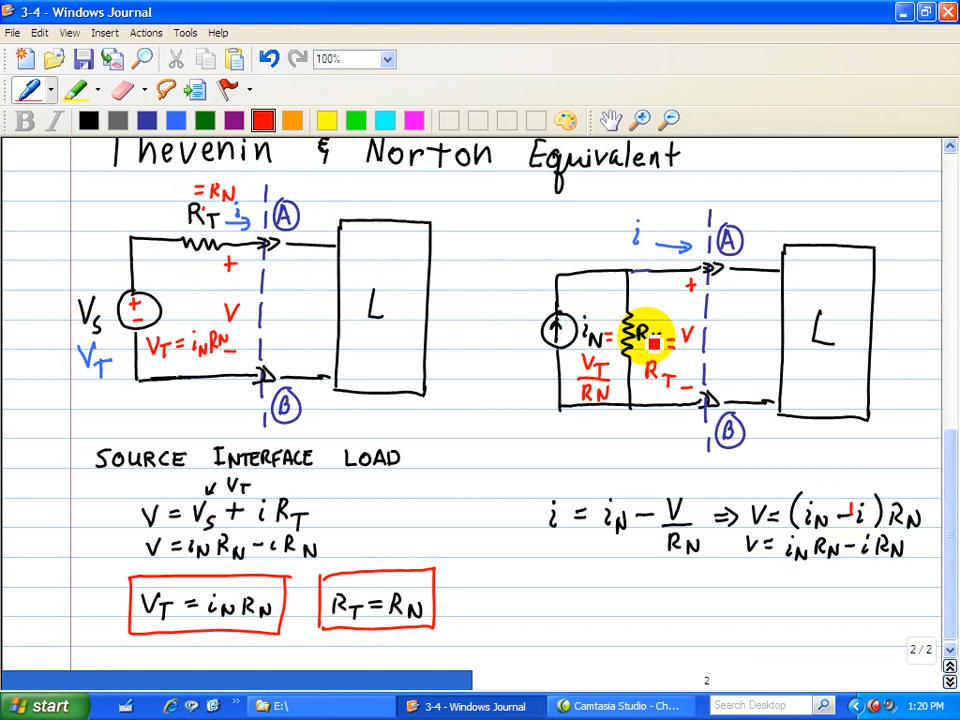 3-4 - Windows Journal
File Edit View Insert Actions Tools Help
100%
B I
Thevenin & Norton Equivalent
= RN
RT i A
+
VS + - V L
VT VT = iN RN -
B
i A
+
iN = R = V L
VT / RN RT -
B
SOURCE INTERFACE LOAD
VT
V = VS + i RT
V = iN RN - i RN
VT = iN RN RT = RN
i = iN - V / RN ⇒ V = (iN - i) RN
V = iN RN - i RN
2 / 2
2
start » E:\ 3-4 - Windows Journal Camtasia Studio - Ch... Search Desktop 1:20 PM